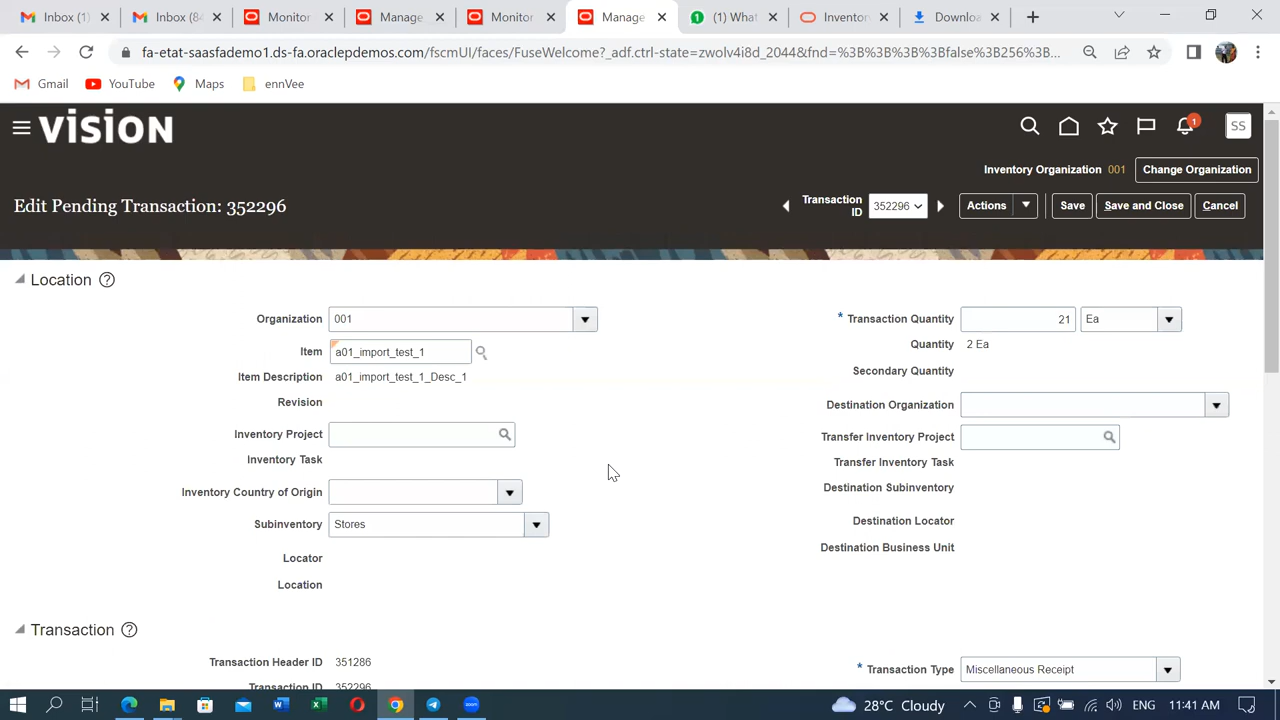 Inbox (1)
Inbox (84
Monitor
Manage
Monitor
Manage
(1) What
Inventor
Downloa
fa-etat-saasfademo1.ds-fa.oraclepdemos.com/fscmUI/faces/FuseWelcome?_adf.ctrl-state=zwolv4i8d_2044&fnd=%3B%3B%3B%3Bfalse%3B256%3B...
Gmail
YouTube
Maps
ennVee
VISION
1
SS
Inventory Organization 001
Change Organization
Edit Pending Transaction: 352296
Transaction ID
352296
Actions
Save
Save and Close
Cancel
Location
Organization 001
* Transaction Quantity 21 Ea
Item a01_import_test_1
Quantity 2 Ea
Item Description a01_import_test_1_Desc_1
Secondary Quantity
Revision
Destination Organization
Inventory Project
Transfer Inventory Project
Inventory Task
Transfer Inventory Task
Inventory Country of Origin
Destination Subinventory
Subinventory Stores
Destination Locator
Locator
Destination Business Unit
Location
Transaction
Transaction Header ID 351286
* Transaction Type Miscellaneous Receipt
Transaction ID 352296
28°C Cloudy
11:41 AM